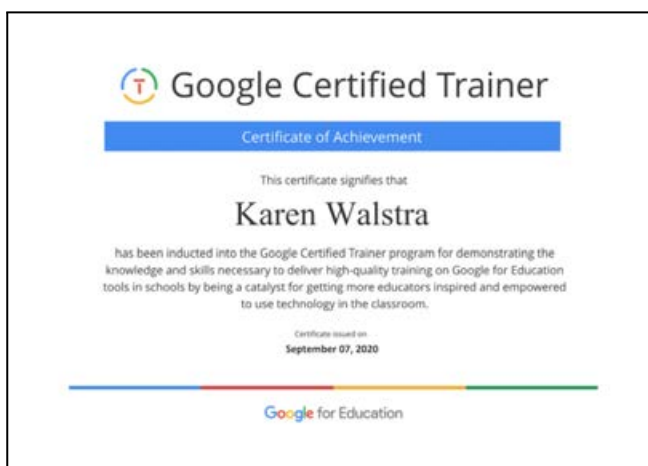 T Google Certified Trainer
Certificate of Achievement
This certificate signifies that
Karen Walstra
has been inducted into the Google Certified Trainer program for demonstrating the
knowledge and skills necessary to deliver high-quality training on Google for Education
tools in schools by being a catalyst for getting more educators inspired and empowered
to use technology in the classroom.
Certificate issued on
September 07, 2020
Google for Education